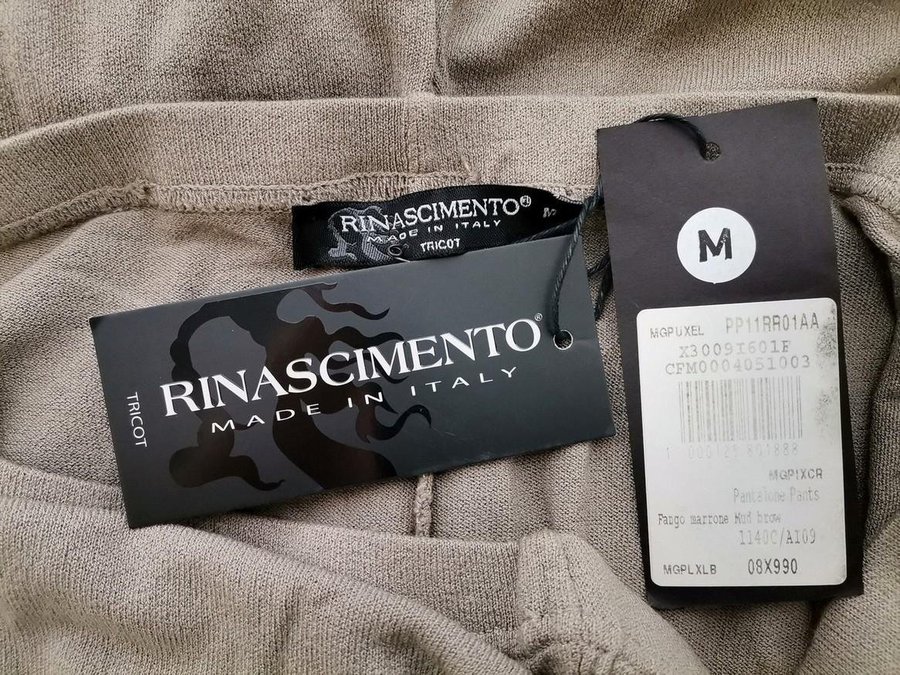 RINASCIMENTO®
MADE IN ITALY
TRICOT
M
RINASCIMENTO®
MADE IN ITALY
TRICOT
M
MGPUXEL PP11RR01AA
X3009I601F
CFM0004051003
MGPIXCR
Pantalone Pants
Fango marrone Mud brow
1140C/AI09
MGPLXLB 08X990